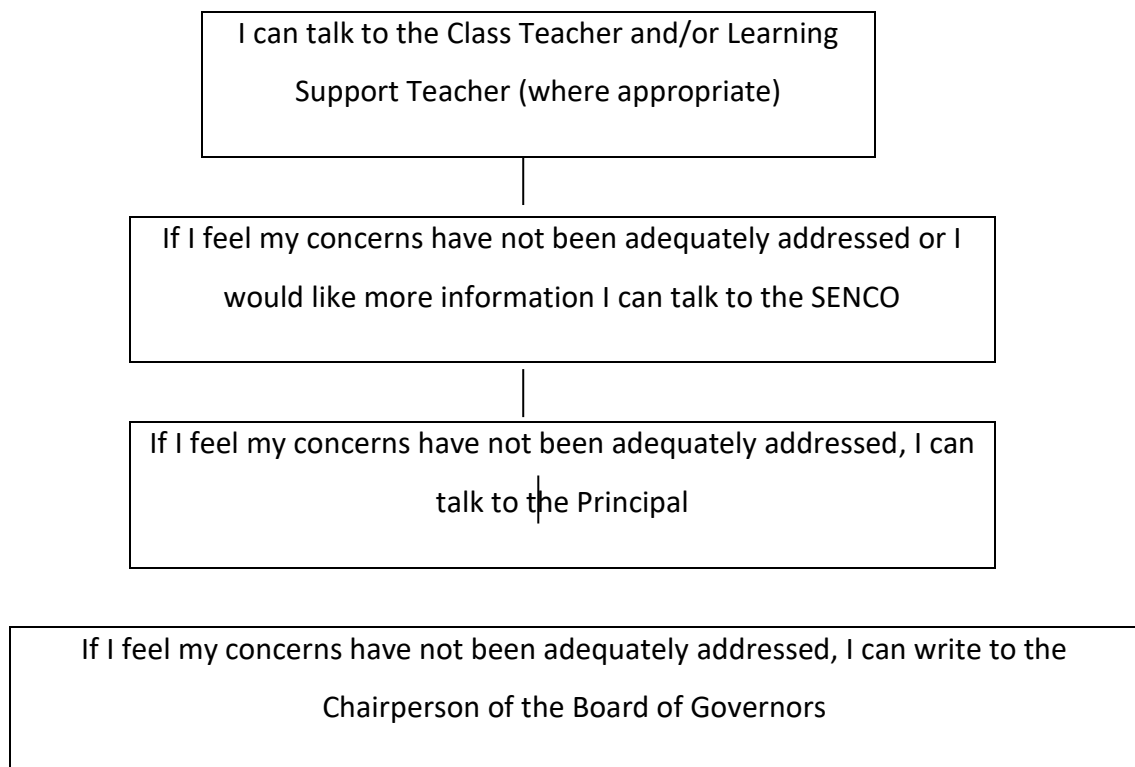 I can talk to the Class Teacher and/or Learning
Support Teacher (where appropriate)
If I feel my concerns have not been adequately addressed or I
would like more information I can talk to the SENCO
If I feel my concerns have not been adequately addressed, I can
talk to the Principal
If I feel my concerns have not been adequately addressed, I can write to the
Chairperson of the Board of Governors